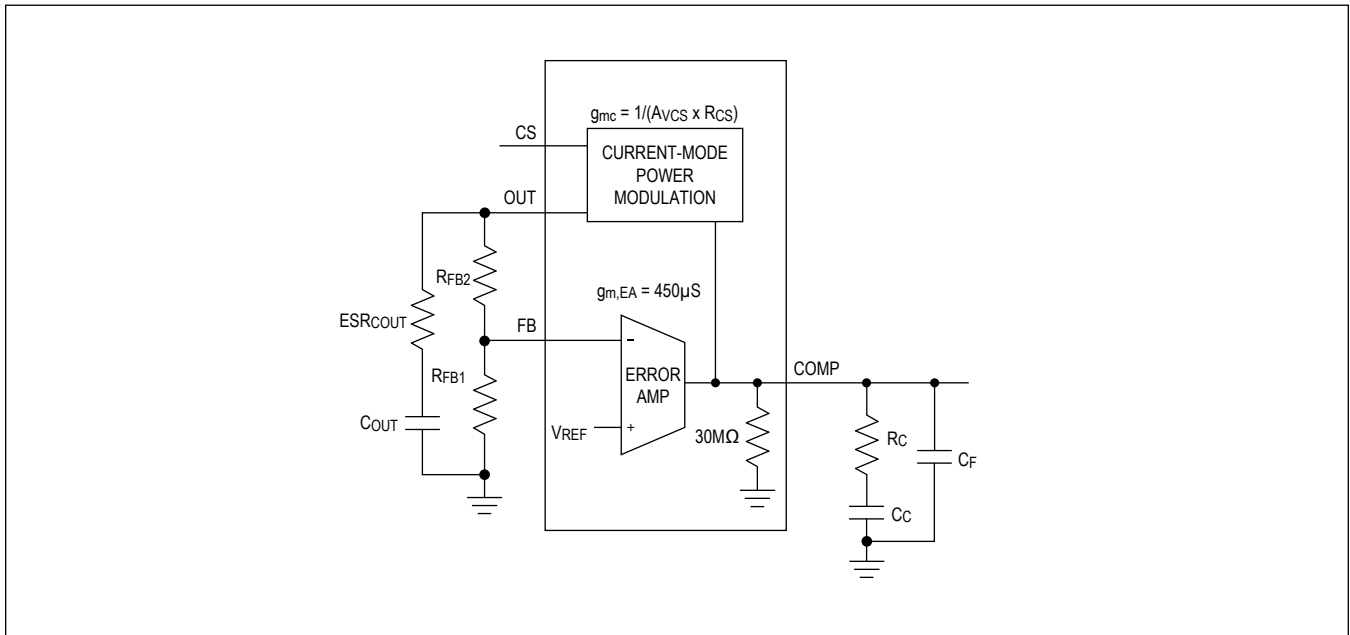 gmc = 1/(AVCS x RCS)
CS
CURRENT-MODE
POWER
MODULATION
OUT
RFB2
gm,EA = 450µS
ESRCOUT
FB
-
ERROR
AMP
COMP
RFB1
COUT
VREF
+
30MΩ
RC
CF
CC